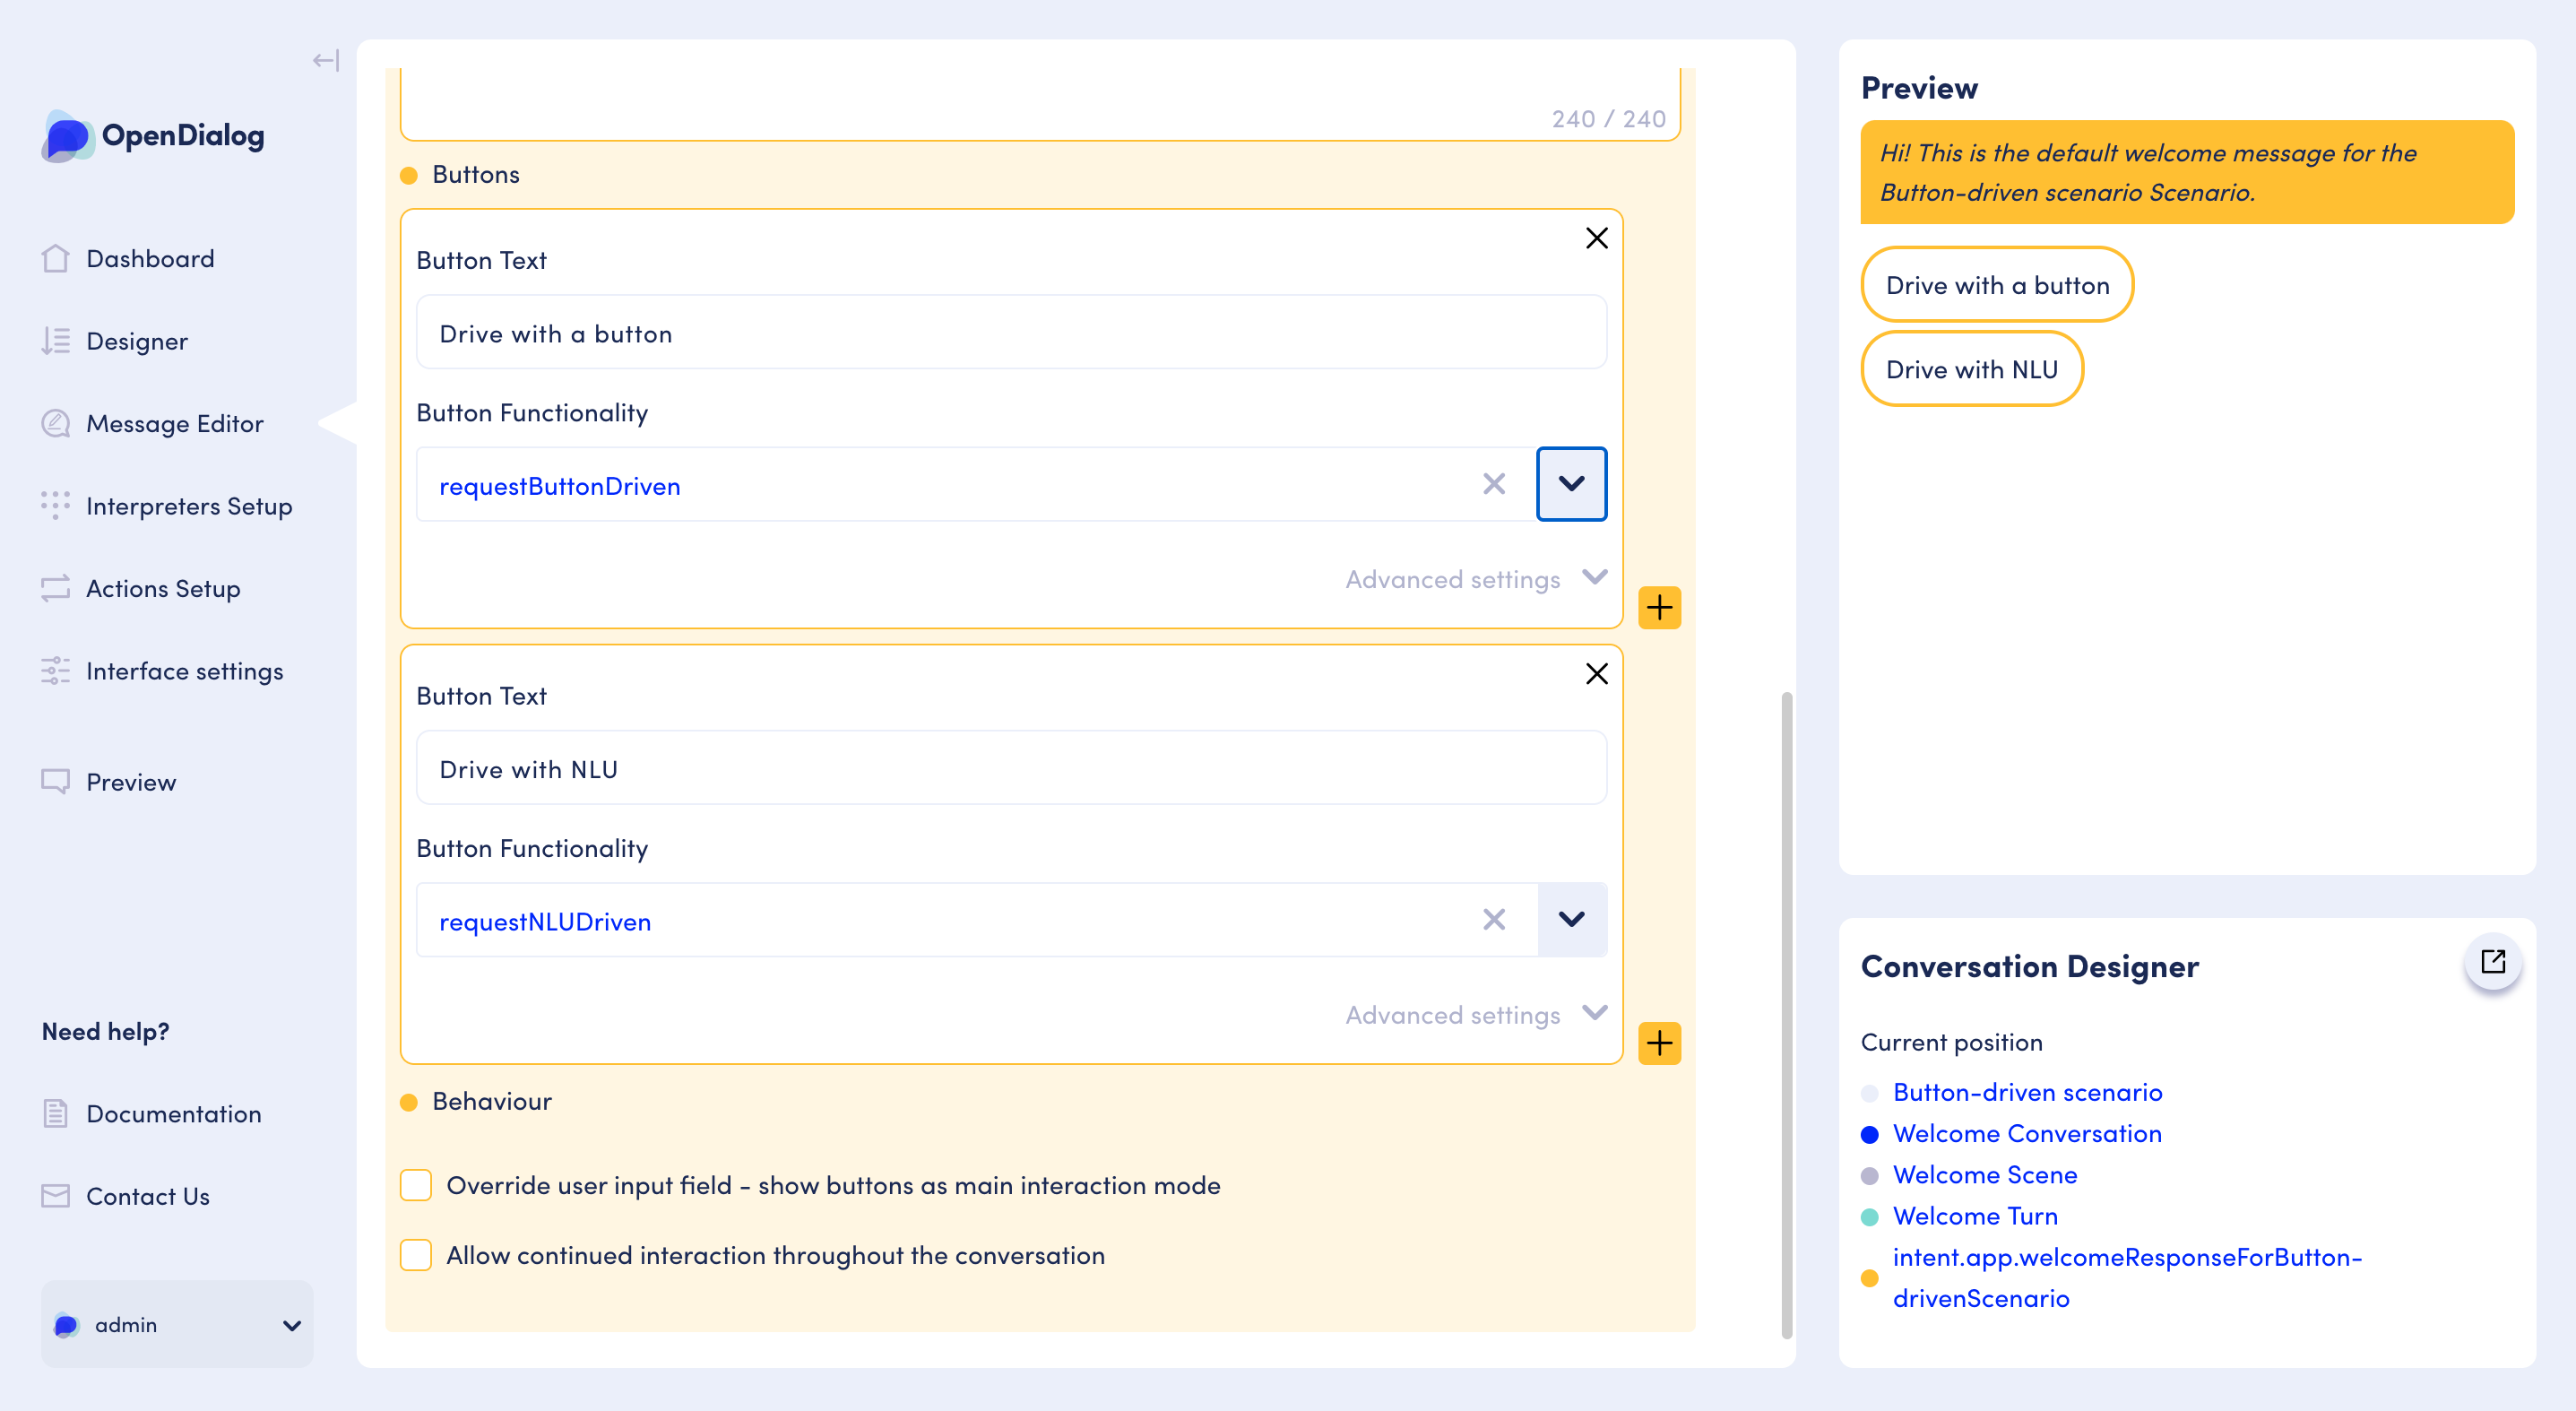 OpenDialog
Dashboard
Designer
Message Editor
Interpreters Setup
Actions Setup
Interface settings
Preview
Need help?
Documentation
Contact Us
admin
240 / 240
Buttons
Button Text
Drive with a button
Button Functionality
requestButtonDriven
Advanced settings
Button Text
Drive with NLU
Button Functionality
requestNLUDriven
Advanced settings
Behaviour
Override user input field - show buttons as main interaction mode
Allow continued interaction throughout the conversation
Preview
Hi! This is the default welcome message for the
Button-driven scenario Scenario.
Drive with a button
Drive with NLU
Conversation Designer
Current position
Button-driven scenario
Welcome Conversation
Welcome Scene
Welcome Turn
intent.app.welcomeResponseForButton-
drivenScenario